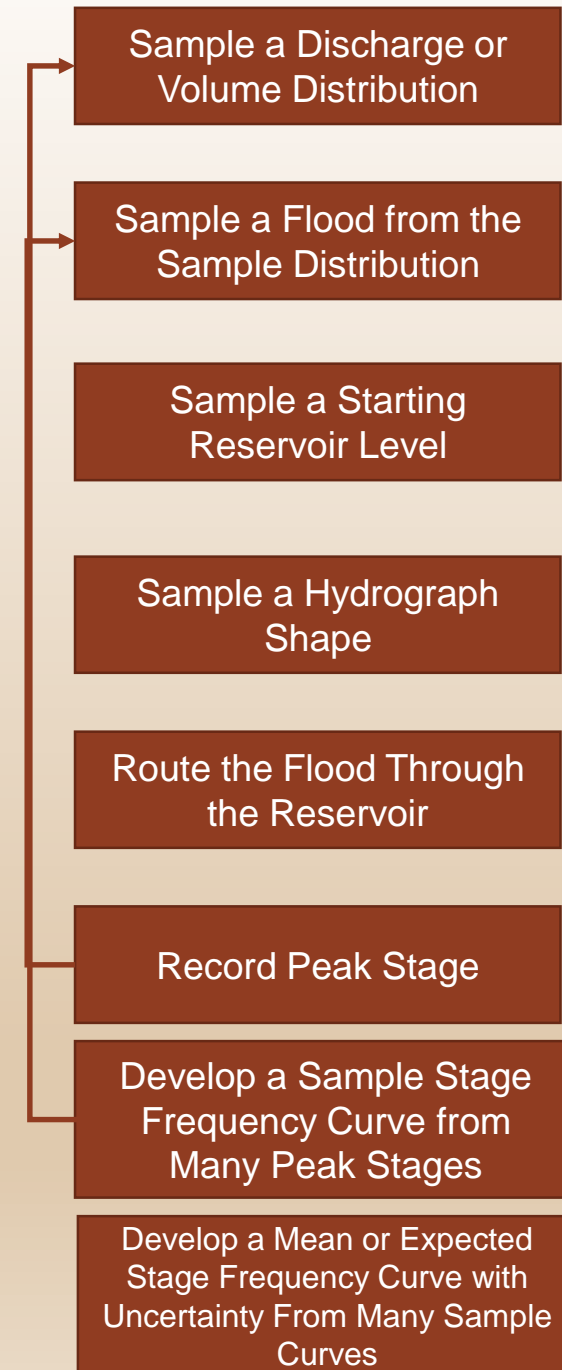 Sample a Discharge or
Volume Distribution
Sample a Flood from the
Sample Distribution
Sample a Starting
Reservoir Level
Sample a Hydrograph
Shape
Route the Flood Through
the Reservoir
Record Peak Stage
Develop a Sample Stage
Frequency Curve from
Many Peak Stages
Develop a Mean or Expected
Stage Frequency Curve with
Uncertainty From Many Sample
Curves